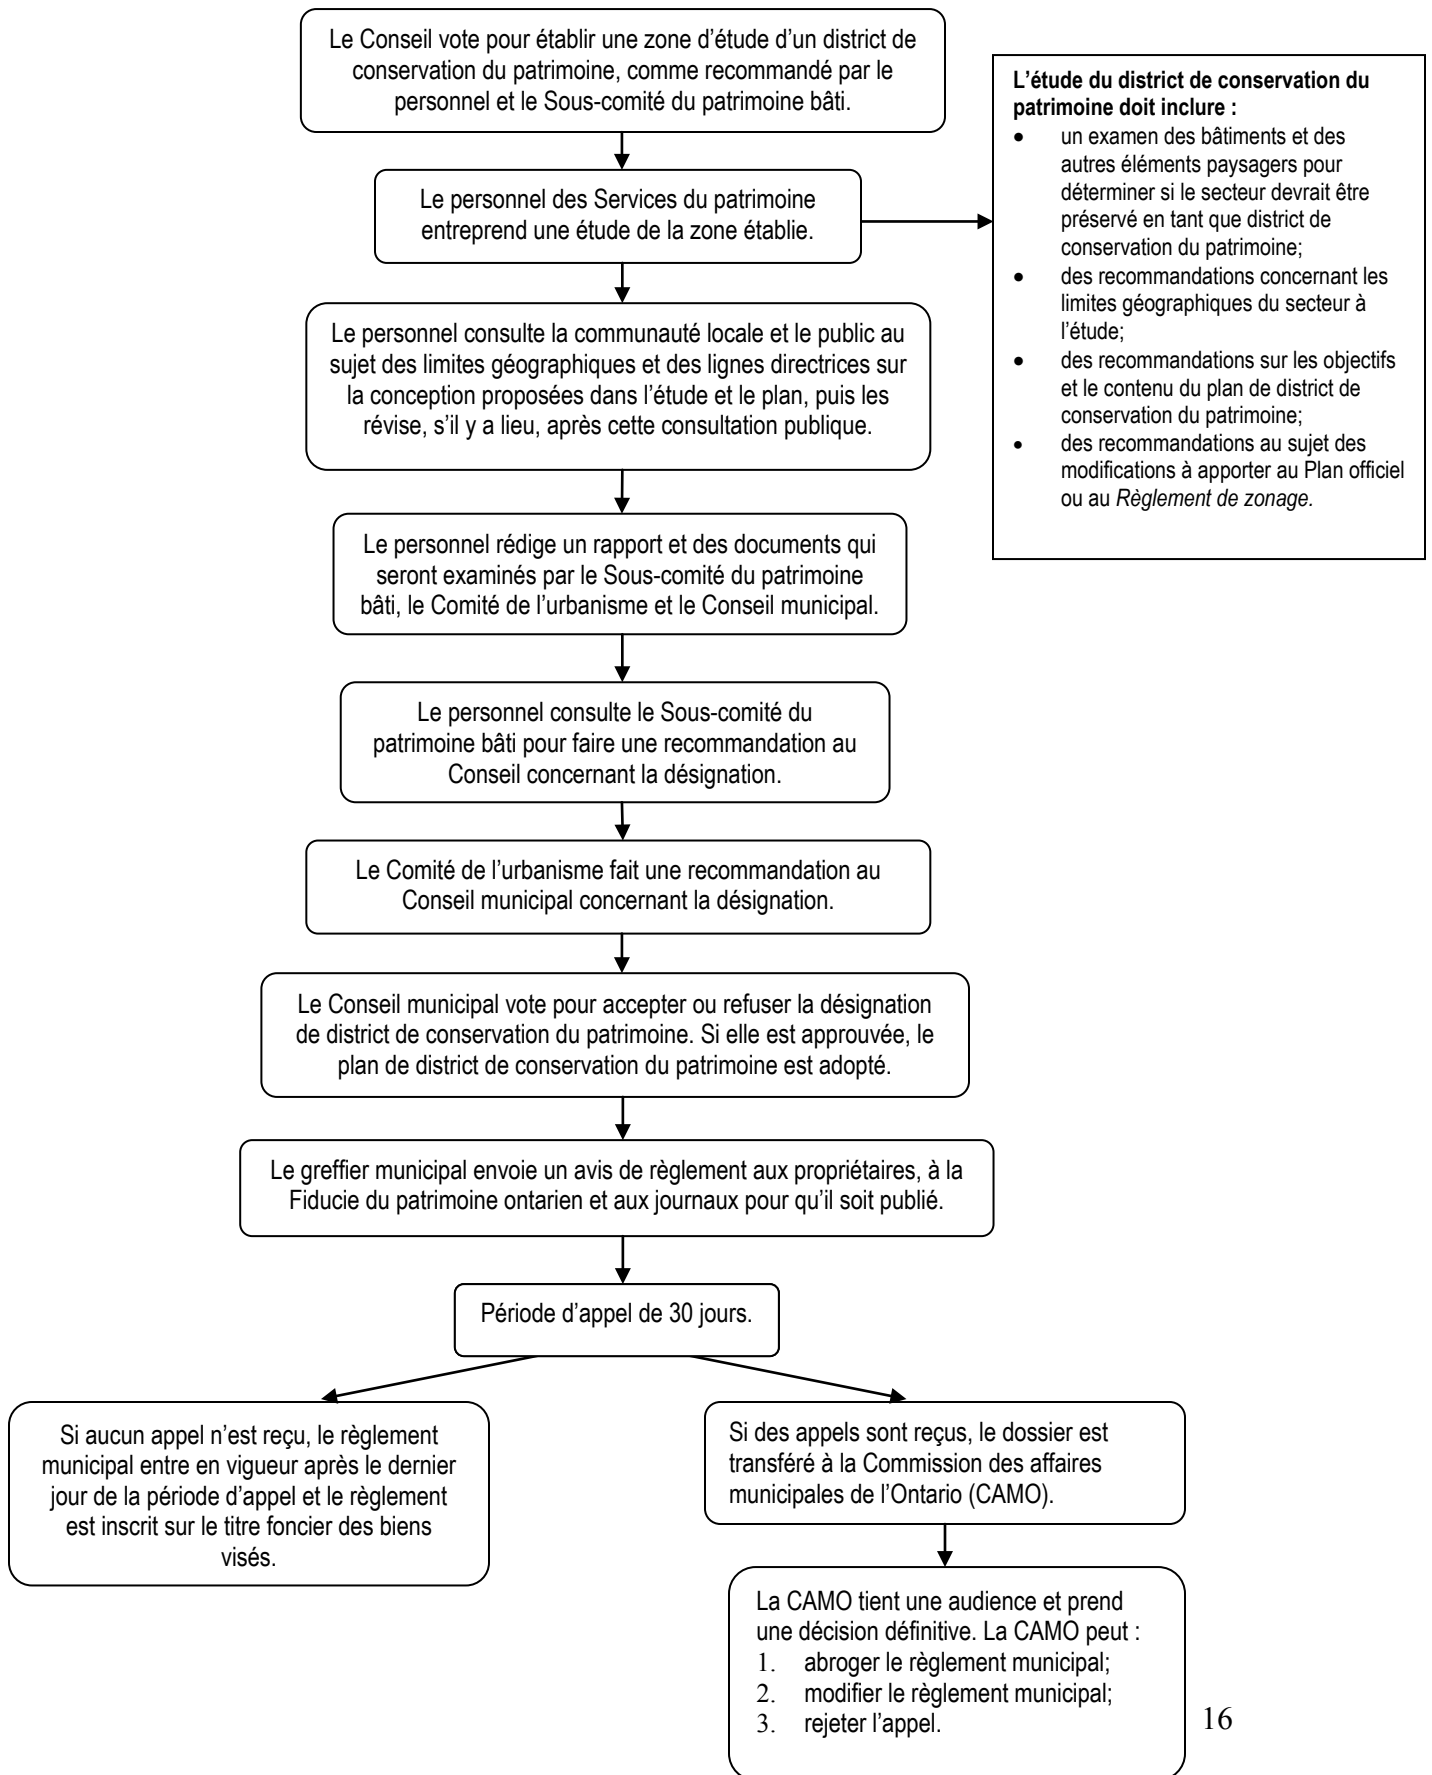 Le Conseil vote pour établir une zone d’étude d’un district de
conservation du patrimoine, comme recommandé par le
personnel et le Sous-comité du patrimoine bâti.
L’étude du district de conservation du
patrimoine doit inclure :
• un examen des bâtiments et des
autres éléments paysagers pour
déterminer si le secteur devrait être
préservé en tant que district de
conservation du patrimoine;
• des recommandations concernant les
limites géographiques du secteur à
l’étude;
• des recommandations sur les objectifs
et le contenu du plan de district de
conservation du patrimoine;
• des recommandations au sujet des
modifications à apporter au Plan officiel
ou au Règlement de zonage.
Le personnel des Services du patrimoine
entreprend une étude de la zone établie.
Le personnel consulte la communauté locale et le public au
sujet des limites géographiques et des lignes directrices sur
la conception proposées dans l’étude et le plan, puis les
révise, s’il y a lieu, après cette consultation publique.
Le personnel rédige un rapport et des documents qui
seront examinés par le Sous-comité du patrimoine
bâti, le Comité de l’urbanisme et le Conseil municipal.
Le personnel consulte le Sous-comité du
patrimoine bâti pour faire une recommandation au
Conseil concernant la désignation.
Le Comité de l’urbanisme fait une recommandation au
Conseil municipal concernant la désignation.
Le Conseil municipal vote pour accepter ou refuser la désignation
de district de conservation du patrimoine. Si elle est approuvée, le
plan de district de conservation du patrimoine est adopté.
Le greffier municipal envoie un avis de règlement aux propriétaires, à la
Fiducie du patrimoine ontarien et aux journaux pour qu’il soit publié.
Période d’appel de 30 jours.
Si aucun appel n’est reçu, le règlement
municipal entre en vigueur après le dernier
jour de la période d’appel et le règlement
est inscrit sur le titre foncier des biens
visés.
Si des appels sont reçus, le dossier est
transféré à la Commission des affaires
municipales de l’Ontario (CAMO).
La CAMO tient une audience et prend
une décision définitive. La CAMO peut :
1. abroger le règlement municipal;
2. modifier le règlement municipal;
3. rejeter l’appel.
16